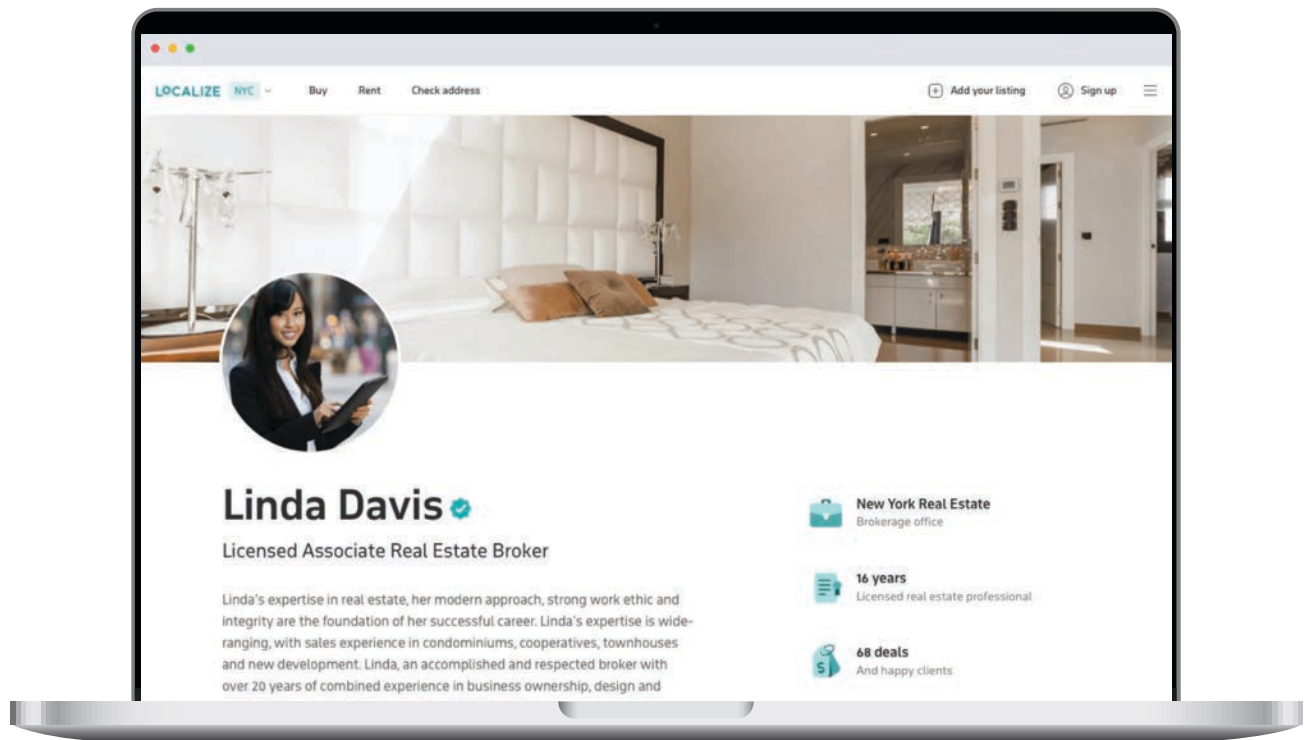 LOCALIZE NYC Buy Rent Check address Add your listing Sign up
Linda Davis
Licensed Associate Real Estate Broker
Linda's expertise in real estate, her modern approach, strong work ethic and
integrity are the foundation of her successful career. Linda's expertise is wide-
ranging, with sales experience in condominiums, cooperatives, townhouses
and new development. Linda, an accomplished and respected broker with
over 20 years of combined experience in business ownership, design and
New York Real Estate
Brokerage office
16 years
Licensed real estate professional
68 deals
And happy clients